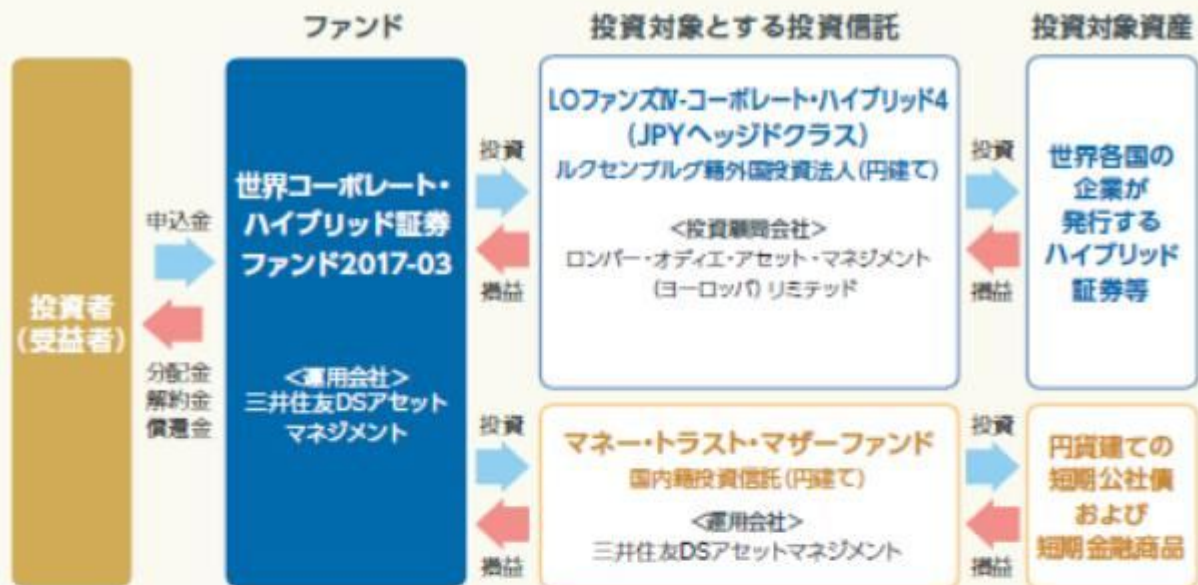 ファンド
投資対象とする投資信託
投資対象資産
投資者
(受益者)
申込金
分配金
解約金
償還金
世界コーポレート・
ハイブリッド証券
ファンド2017-03
<運用会社>
三井住友DSアセット
マネジメント
投資
損益
LOファンズⅣ-コーポレート・ハイブリッド4
(JPYヘッジドクラス)
ルクセンブルグ籍外国投資法人(円建て)
<投資顧問会社>
ロンバー・オディエ・アセット・マネジメント
(ヨーロッパ)リミテッド
投資
損益
世界各国の
企業が
発行する
ハイブリッド
証券等
投資
損益
マネー・トラスト・マザーファンド
国内籍投資信託(円建て)
<運用会社>
三井住友DSアセットマネジメント
投資
損益
円貨建ての
短期公社債
および
短期金融商品